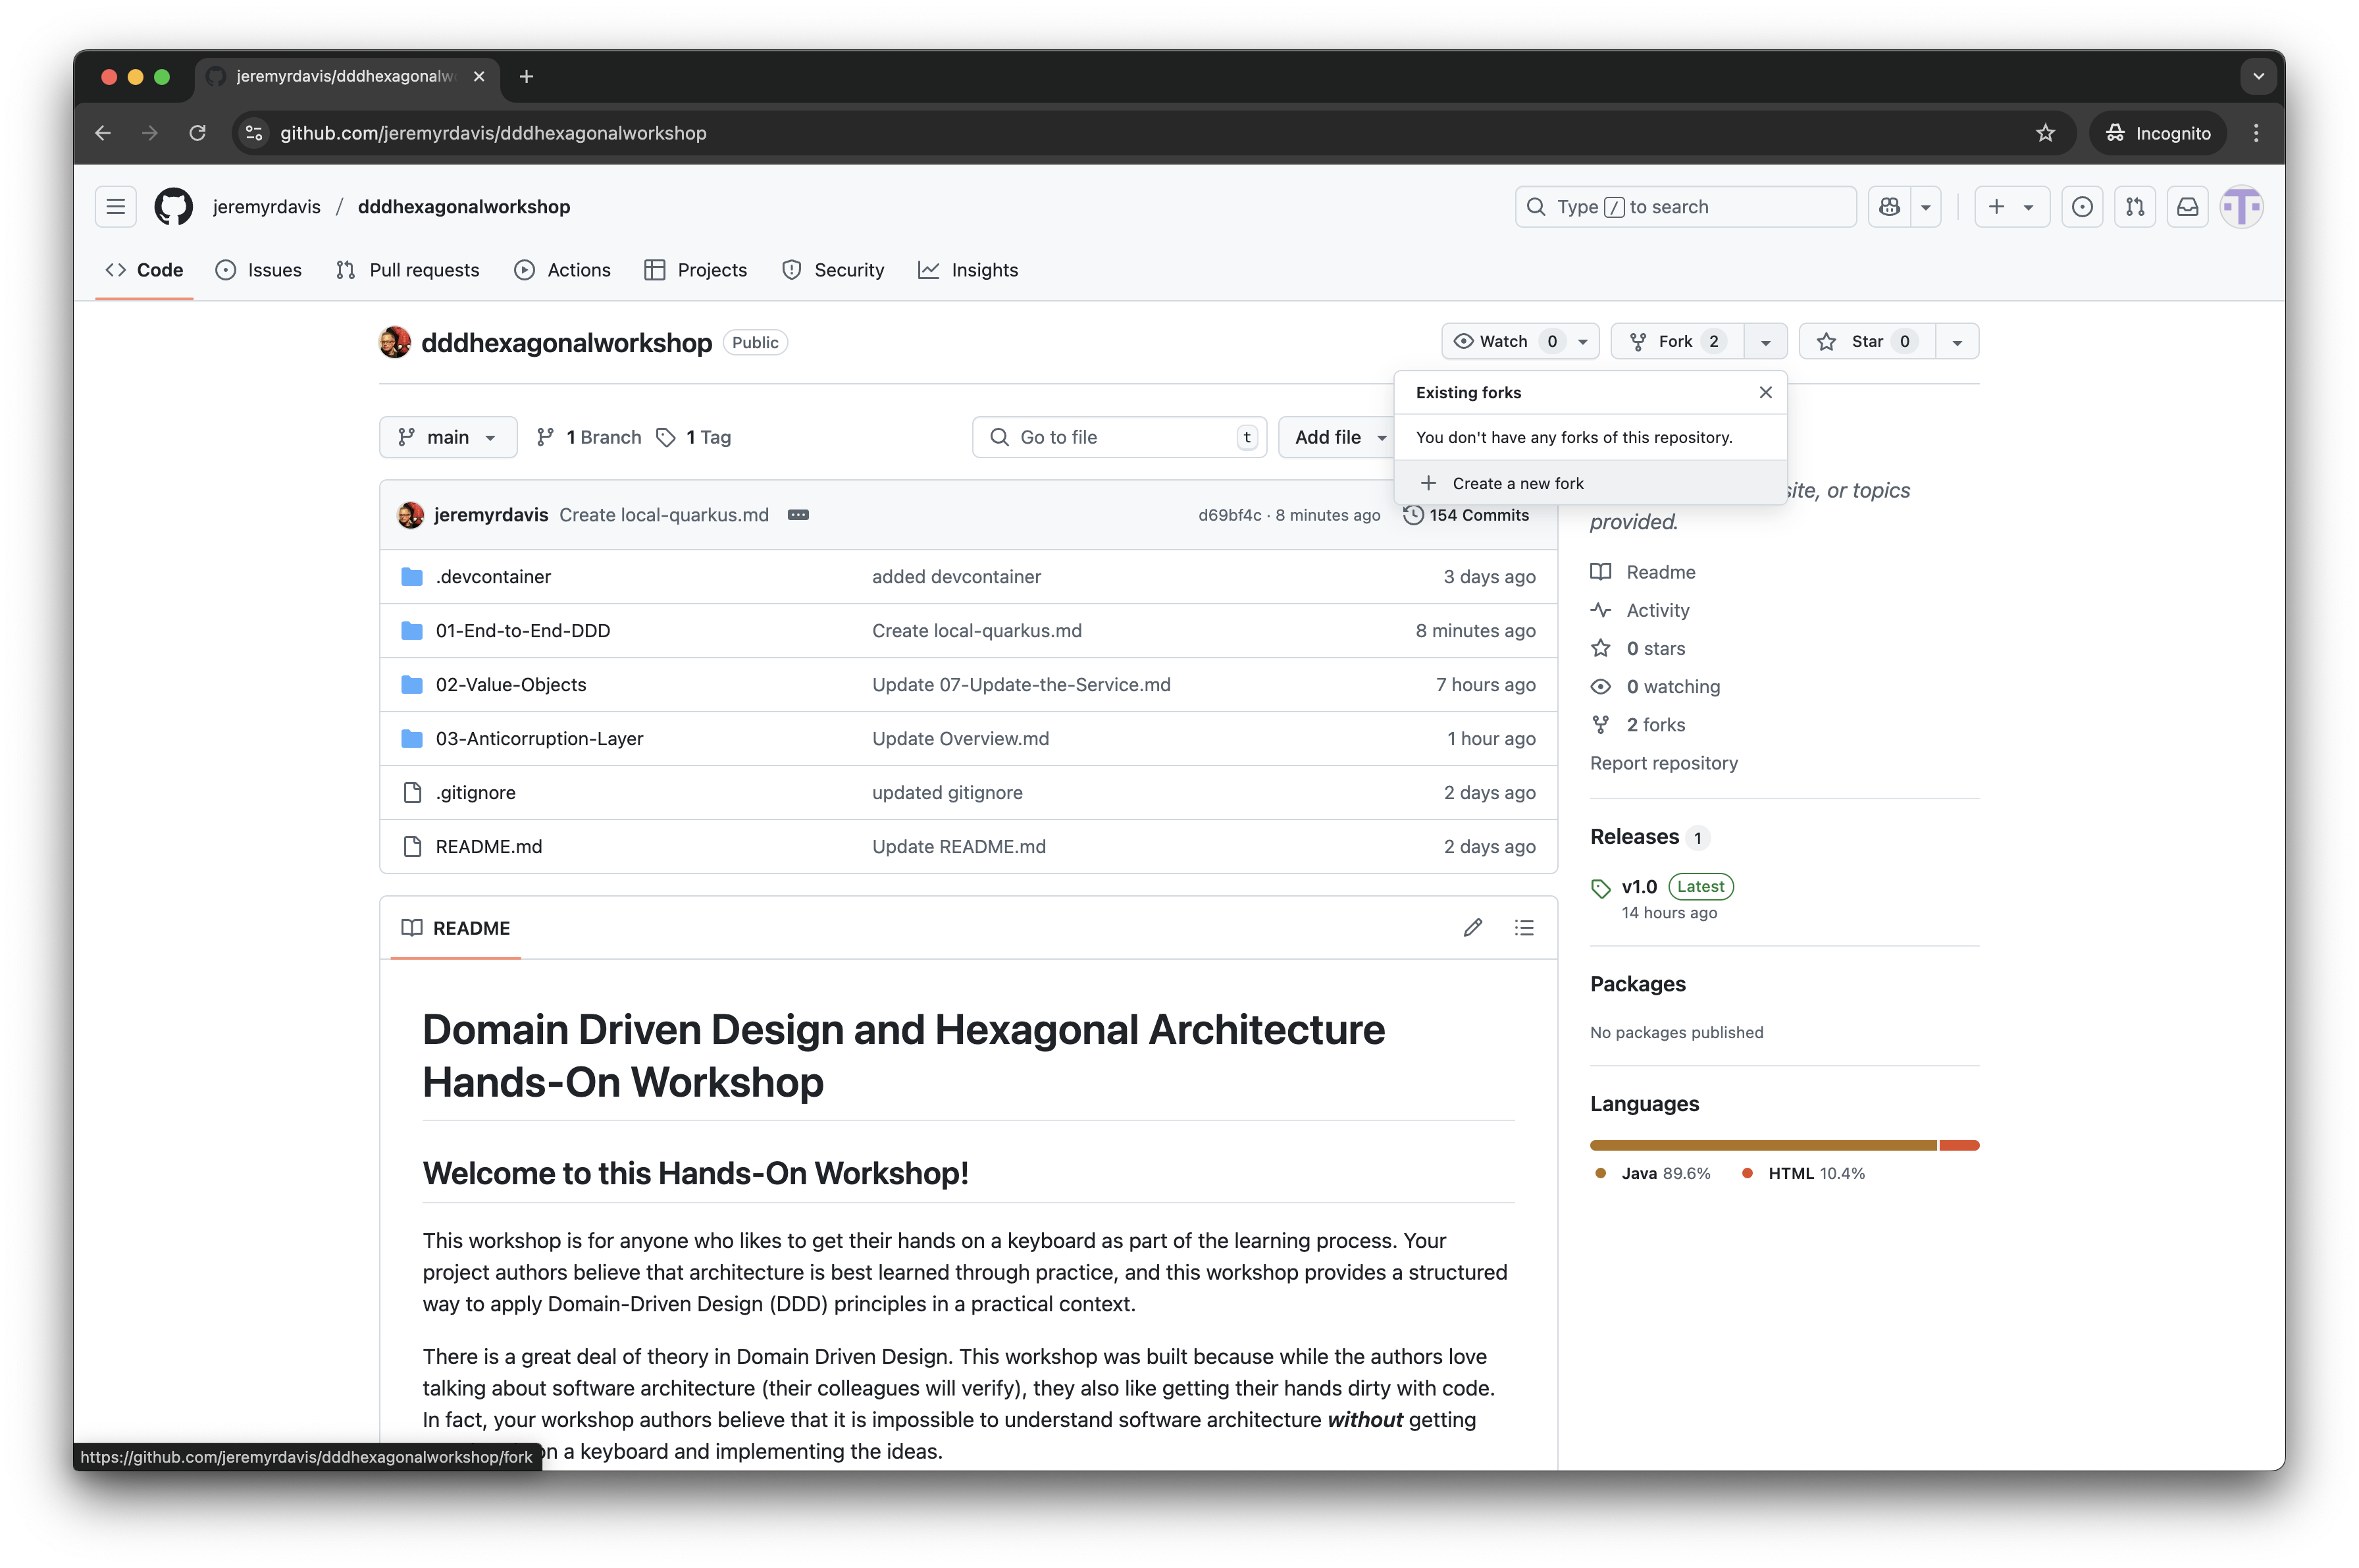 jeremyrdavis/dddhexagonalw
github.com/jeremyrdavis/dddhexagonalworkshop
Incognito
jeremyrdavis / dddhexagonalworkshop
Type / to search
Code Issues Pull requests Actions Projects Security Insights
dddhexagonalworkshop Public
Watch 0 Fork 2 Star 0
Existing forks
You don't have any forks of this repository.
Create a new fork
main 1 Branch 1 Tag
Go to file t
Add file
jeremyrdavis Create local-quarkus.md d69bf4c · 8 minutes ago 154 Commits
.devcontainer added devcontainer 3 days ago
01-End-to-End-DDD Create local-quarkus.md 8 minutes ago
02-Value-Objects Update 07-Update-the-Service.md 7 hours ago
03-Anticorruption-Layer Update Overview.md 1 hour ago
.gitignore updated gitignore 2 days ago
README.md Update README.md 2 days ago
README
Domain Driven Design and Hexagonal Architecture
Hands-On Workshop
Welcome to this Hands-On Workshop!
This workshop is for anyone who likes to get their hands on a keyboard as part of the learning process. Your
project authors believe that architecture is best learned through practice, and this workshop provides a structured
way to apply Domain-Driven Design (DDD) principles in a practical context.
There is a great deal of theory in Domain Driven Design. This workshop was built because while the authors love
talking about software architecture (their colleagues will verify), they also like getting their hands dirty with code.
In fact, your workshop authors believe that it is impossible to understand software architecture without getting
on a keyboard and implementing the ideas.
https://github.com/jeremyrdavis/dddhexagonalworkshop/fork
site, or topics
provided.
Readme
Activity
0 stars
0 watching
2 forks
Report repository
Releases 1
v1.0 Latest
14 hours ago
Packages
No packages published
Languages
Java 89.6% HTML 10.4%